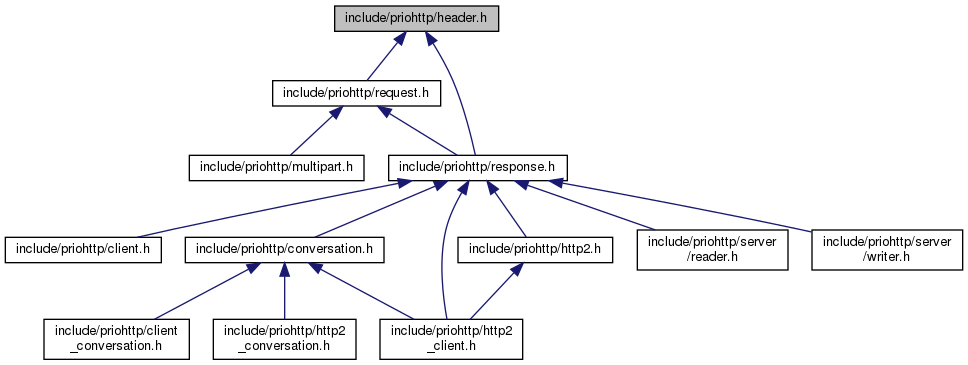 include/priohttp/header.h
include/priohttp/request.h
include/priohttp/multipart.h
include/priohttp/response.h
include/priohttp/client.h
include/priohttp/conversation.h
include/priohttp/http2.h
include/priohttp/server
/reader.h
include/priohttp/server
/writer.h
include/priohttp/client
_conversation.h
include/priohttp/http2
_conversation.h
include/priohttp/http2
_client.h